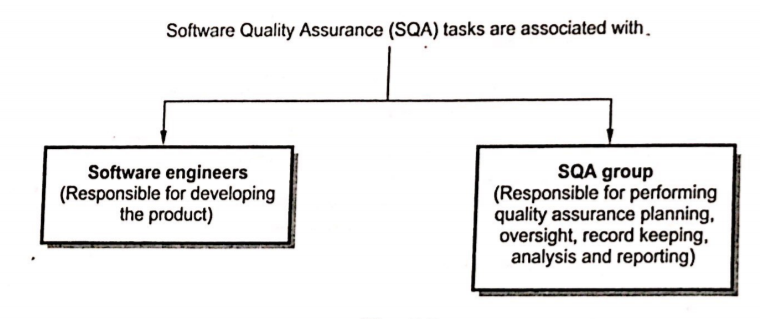 Software Quality Assurance (SQA) tasks are associated with.
Software engineers
(Responsible for developing
the product)
SQA group
(Responsible for performing
quality assurance planning,
oversight, record keeping,
analysis and reporting)